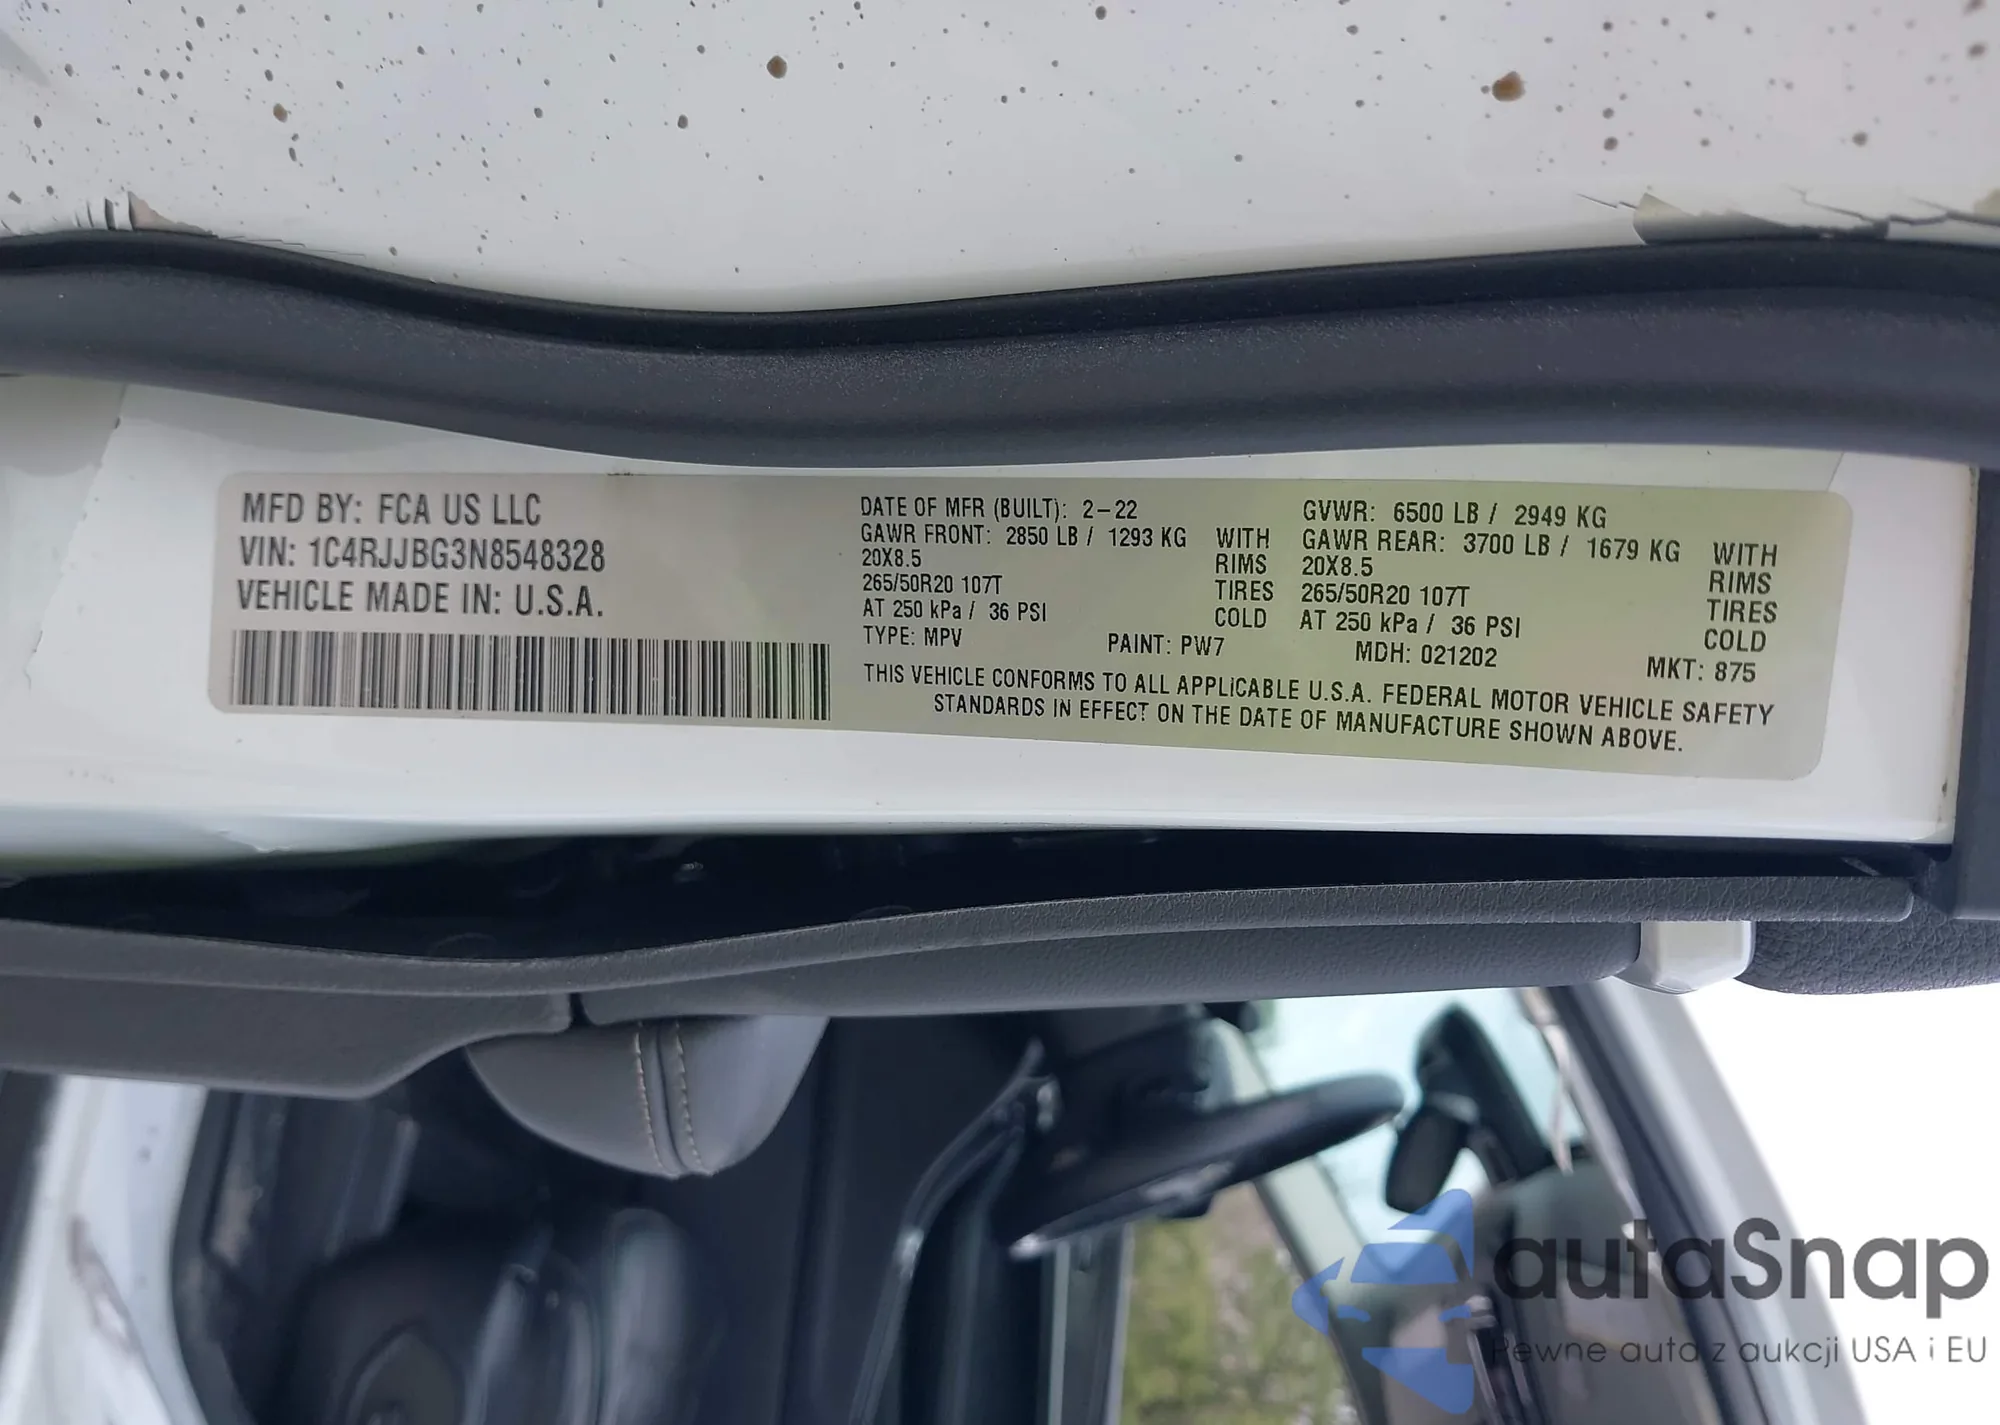 MFD BY: FCA US LLC
VIN: 1C4RJJBG3N8548328
VEHICLE MADE IN: U.S.A.
DATE OF MFR (BUILT): 2-22
GAWR FRONT: 2850 LB / 1293 KG WITH
20X8.5 RIMS
265/50R20 107T TIRES
AT 250 kPa / 36 PSI COLD
TYPE: MPV PAINT: PW7
GVWR: 6500 LB / 2949 KG
GAWR REAR: 3700 LB / 1679 KG WITH
20X8.5 RIMS
265/50R20 107T TIRES
AT 250 kPa / 36 PSI COLD
MDH: 021202 MKT: 875
THIS VEHICLE CONFORMS TO ALL APPLICABLE U.S.A. FEDERAL MOTOR VEHICLE SAFETY
STANDARDS IN EFFECT ON THE DATE OF MANUFACTURE SHOWN ABOVE.
autaSnap
Pewne auta z aukcji USA i EU